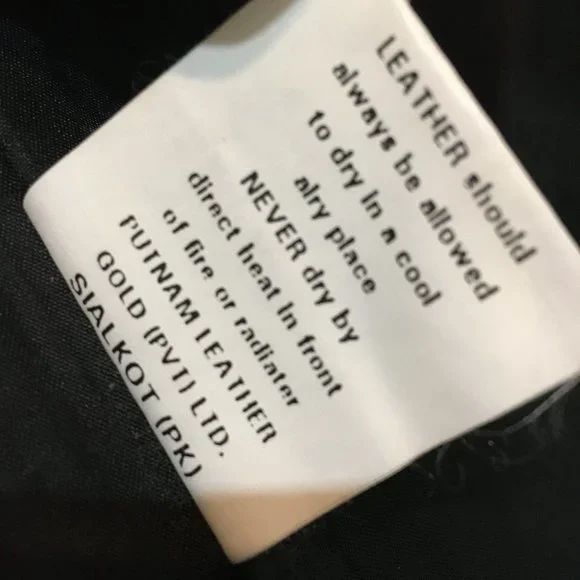 LEATHER should
always be allowed
to dry in a cool
airy place
NEVER dry by
direct heat in front
of fire or radiater
PUTNAM LEATHER
GOLD (PVT) LTD.
SIALKOT (PK)